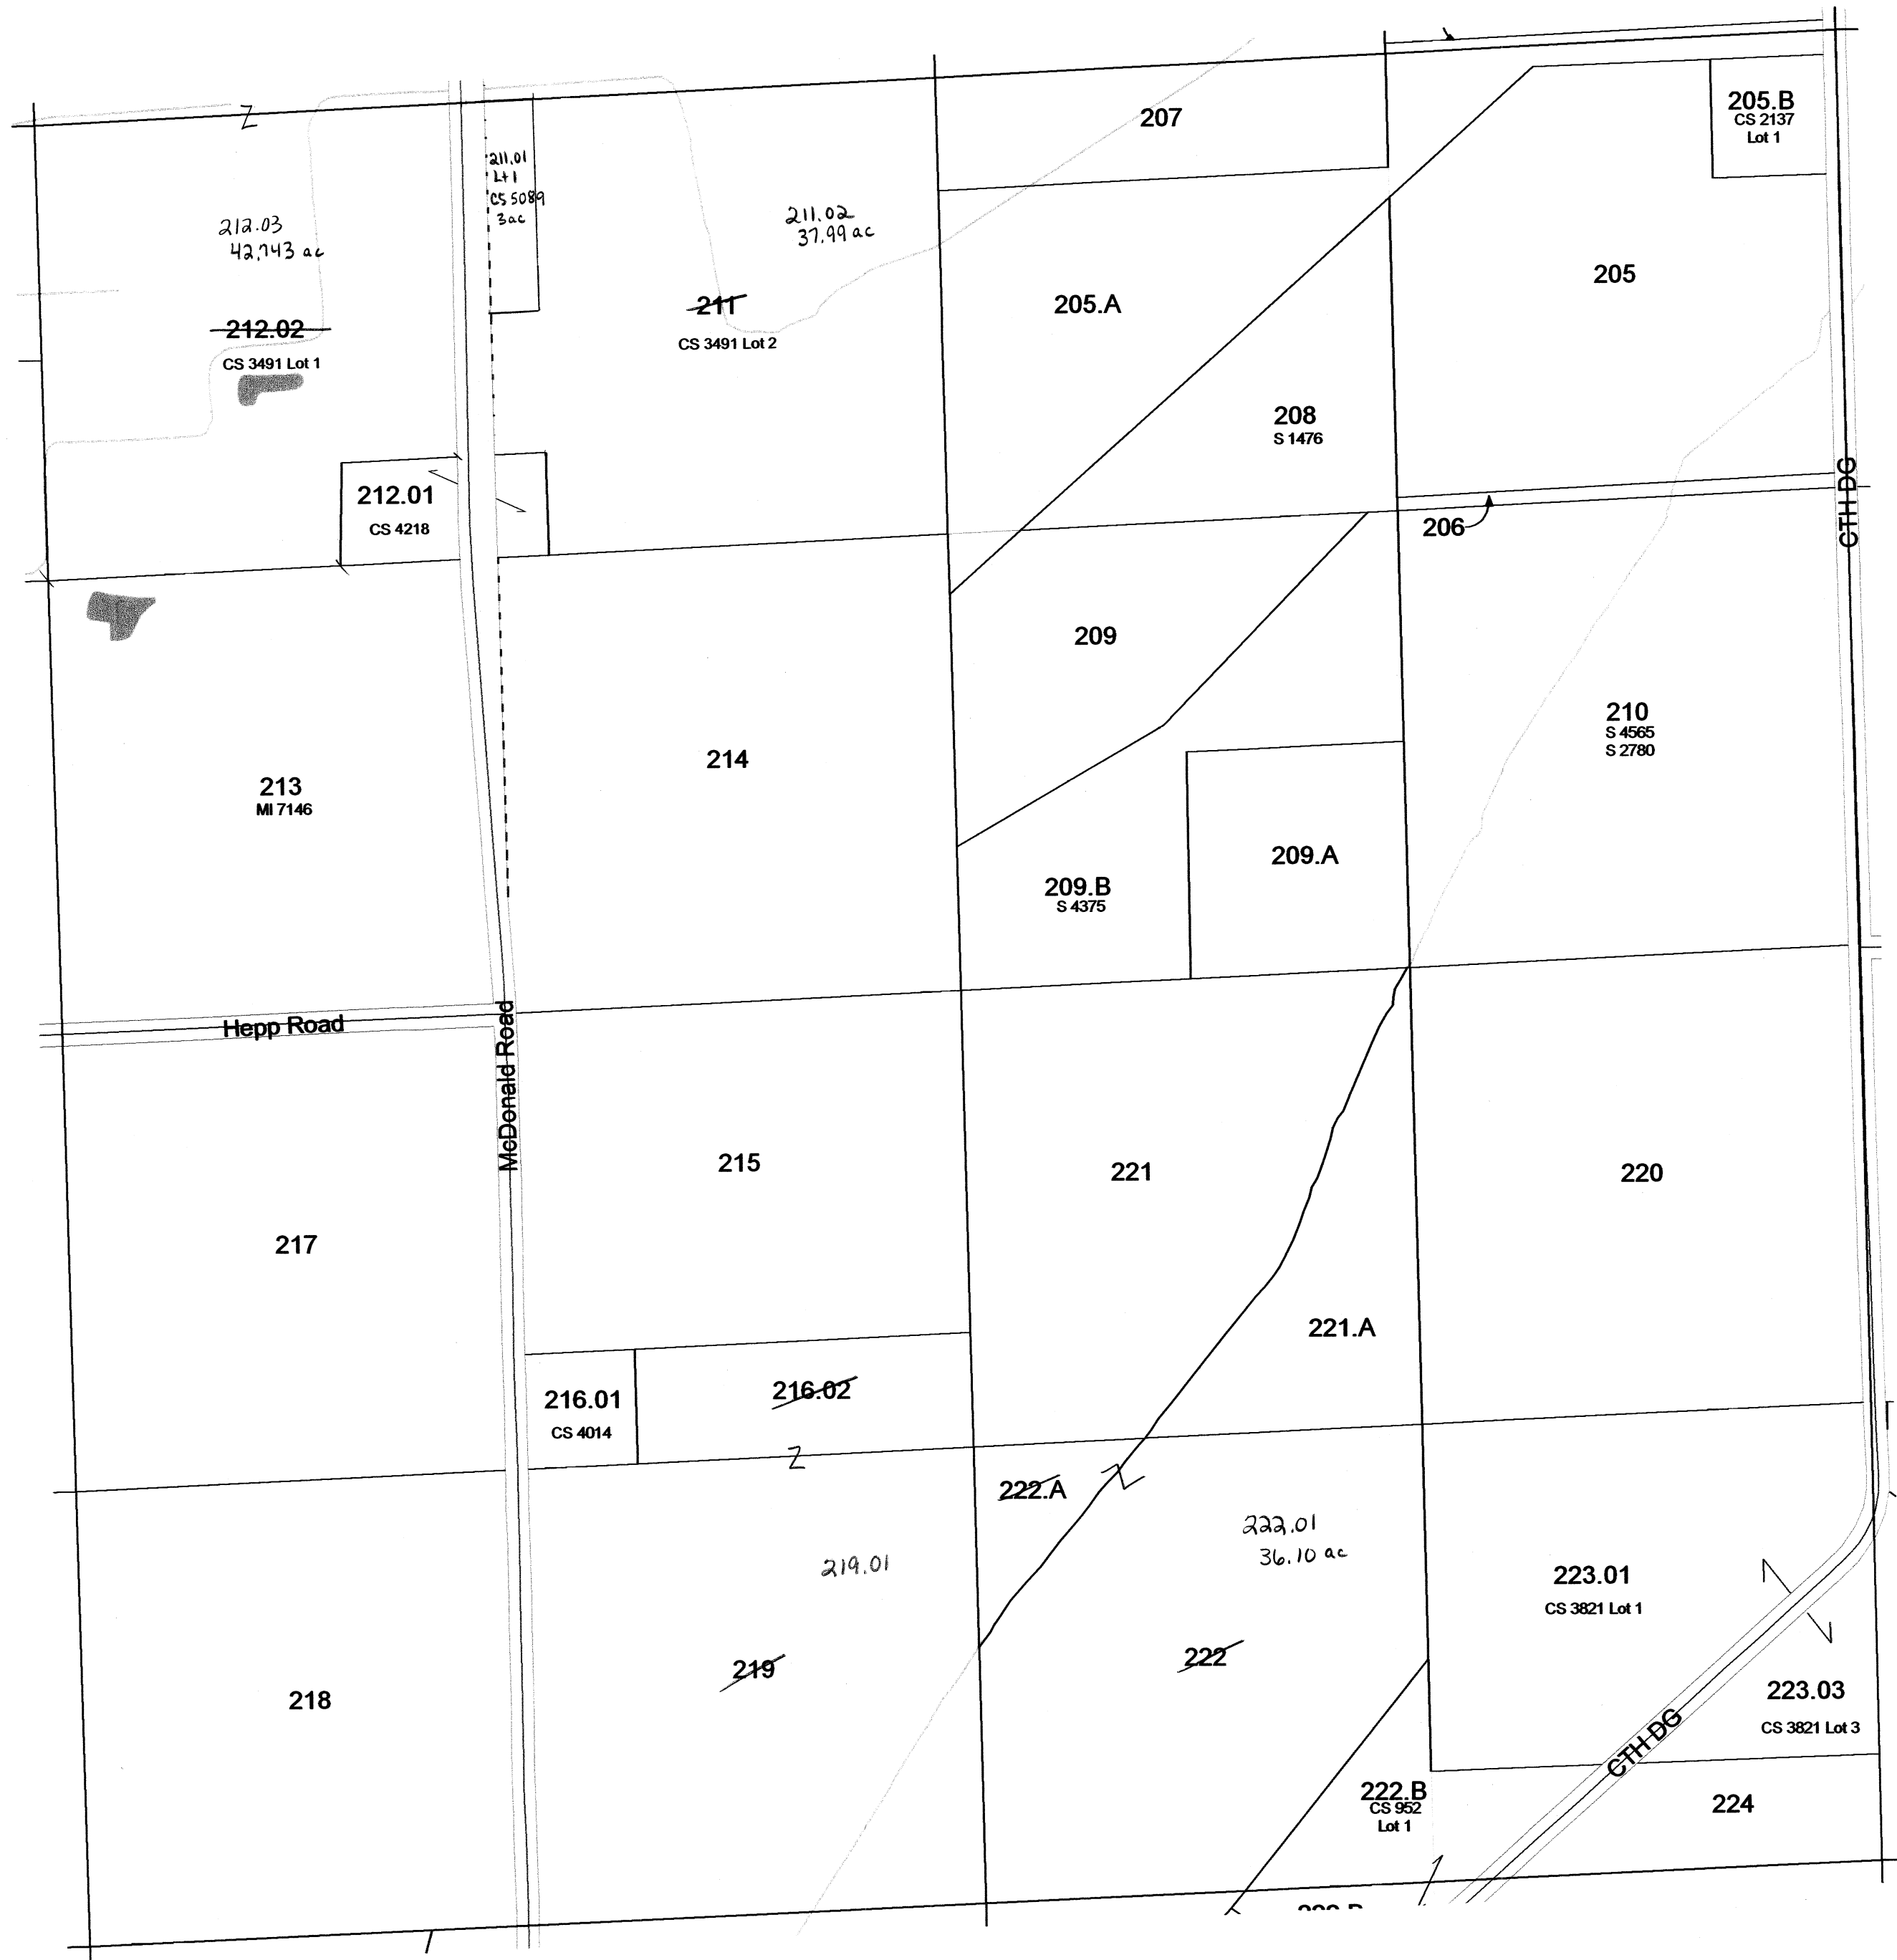 207
205.B
CS 2137
Lot 1
211.01
Lt 1
CS 5089
3 ac
212.03
42.743 ac
211.02
37.99 ac
205
205.A
211
CS 3491 Lot 2
212.02
CS 3491 Lot 1
208
S 1476
212.01
CS 4218
CTH DG
206
209
210
S 4565
S 2780
214
213
MI 7146
209.A
209.B
S 4375
Hepp Road
McDonald Road
215
221
220
217
221.A
216.01
CS 4014
216.02
222.A
222.01
36.10 ac
219.01
223.01
CS 3821 Lot 1
222
219
218
223.03
CS 3821 Lot 3
CTH DG
222.B
CS 952
Lot 1
224